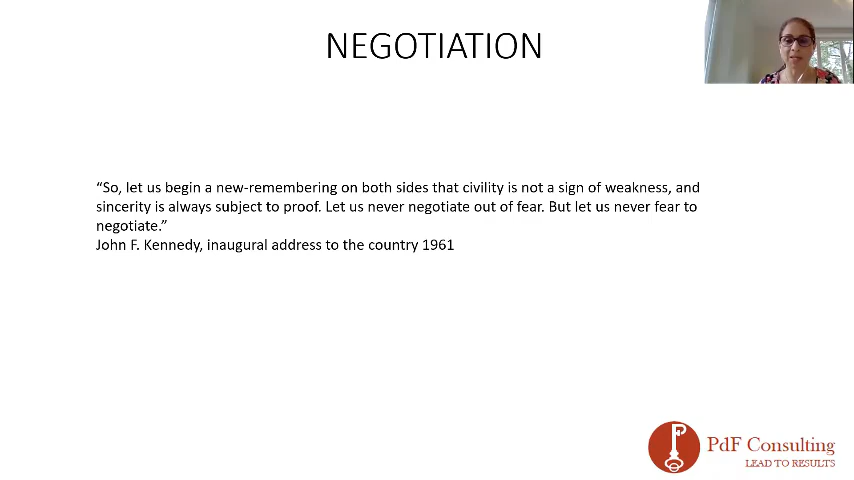 NEGOTIATION
“So, let us begin a new-remembering on both sides that civility is not a sign of weakness, and
sincerity is always subject to proof. Let us never negotiate out of fear. But let us never fear to
negotiate.”
John F. Kennedy, inaugural address to the country 1961
PdF Consulting
LEAD TO RESULTS